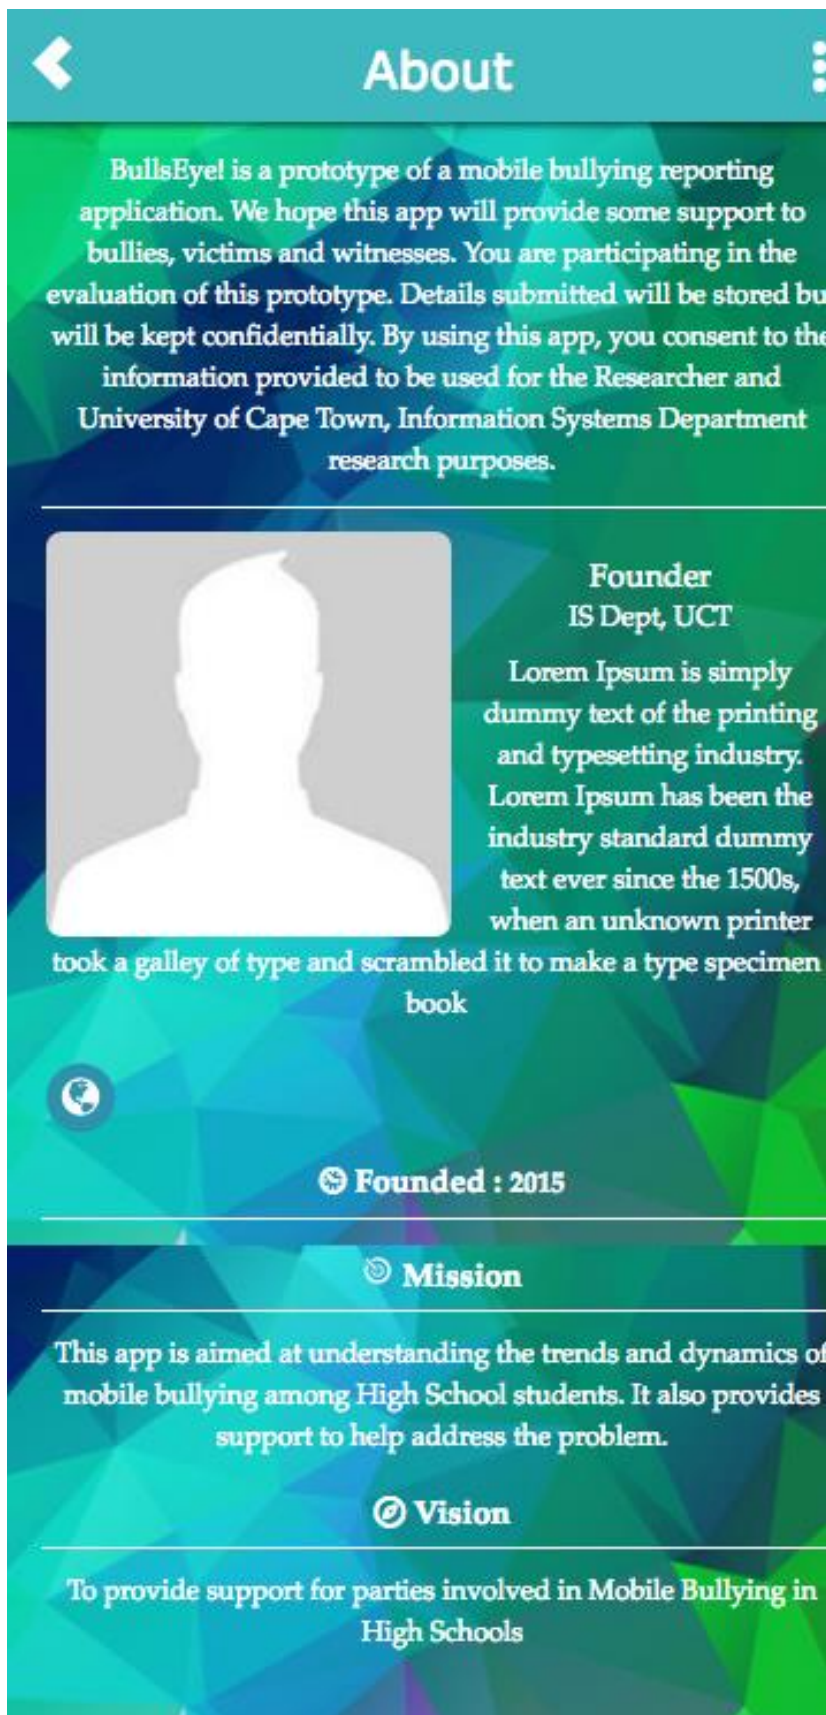 About
BullsEye! is a prototype of a mobile bullying reporting
application. We hope this app will provide some support to
bullies, victims and witnesses. You are participating in the
evaluation of this prototype. Details submitted will be stored bu
will be kept confidentially. By using this app, you consent to the
information provided to be used for the Researcher and
University of Cape Town, Information Systems Department
research purposes.
Founder
IS Dept, UCT
Lorem Ipsum is simply
dummy text of the printing
and typesetting industry.
Lorem Ipsum has been the
industry standard dummy
text ever since the 1500s,
when an unknown printer
took a galley of type and scrambled it to make a type specimen
book
Founded : 2015
Mission
This app is aimed at understanding the trends and dynamics of
mobile bullying among High School students. It also provides
support to help address the problem.
Vision
To provide support for parties involved in Mobile Bullying in
High Schools